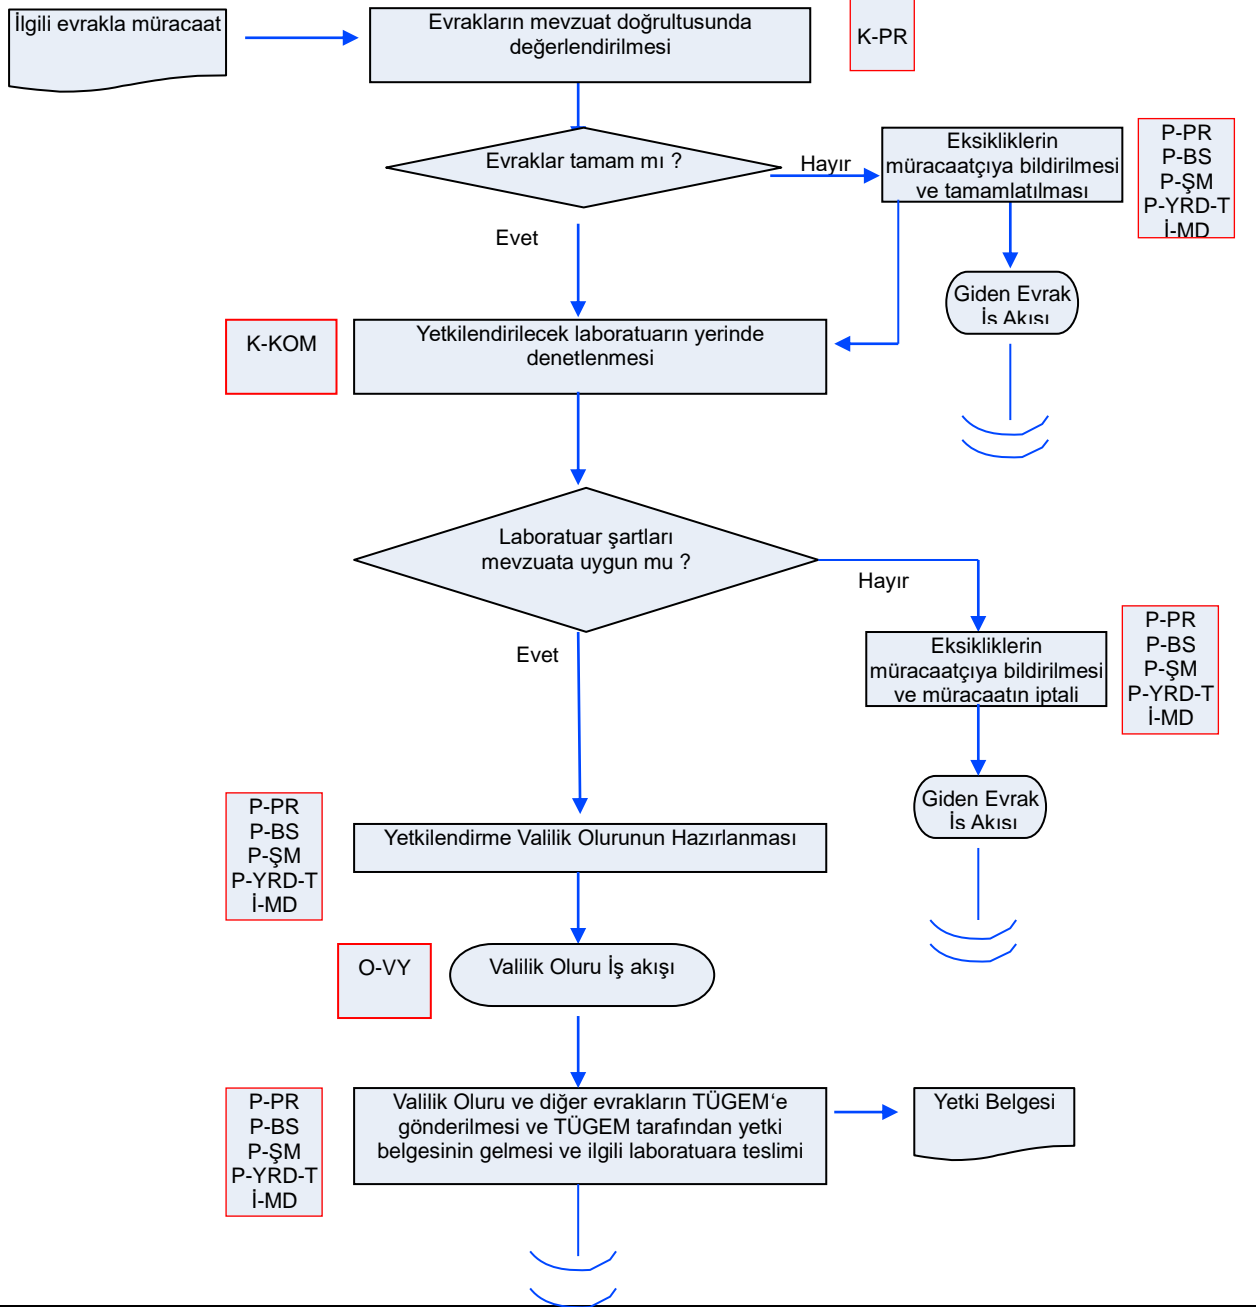 İlgili evrakla müracaat
Evrakların mevzuat doğrultusunda
değerlendirilmesi
K-PR
Evraklar tamam mı ?
Hayır
Eksikliklerin
müracaatçıya bildirilmesi
ve tamamlatılması
P-PR
P-BS
P-ŞM
P-YRD-T
İ-MD
Evet
Giden Evrak
İş Akışı
K-KOM
Yetkilendirilecek laboratuarın yerinde
denetlenmesi
Laboratuar şartları
mevzuata uygun mu ?
Hayır
Evet
Eksikliklerin
müracaatçıya bildirilmesi
ve müracaatın iptali
P-PR
P-BS
P-ŞM
P-YRD-T
İ-MD
Giden Evrak
İş Akışı
P-PR
P-BS
P-ŞM
P-YRD-T
İ-MD
Yetkilendirme Valilik Olurunun Hazırlanması
O-VY
Valilik Oluru İş akışı
P-PR
P-BS
P-ŞM
P-YRD-T
İ-MD
Valilik Oluru ve diğer evrakların TÜGEM‘e
gönderilmesi ve TÜGEM tarafından yetki
belgesinin gelmesi ve ilgili laboratuara teslimi
Yetki Belgesi